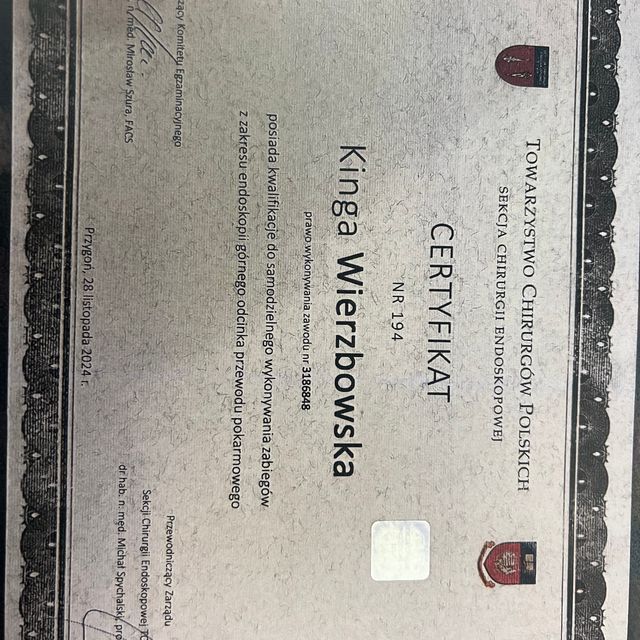 TOWARZYSTWO CHIRURGÓW POLSKICH
SEKCJA CHIRURGII ENDOSKOPOWEJ
CERTYFIKAT
NR 194
Kinga Wierzbowska
prawo wykonywania zawodu nr 3186848
posiada kwalifikacje do samodzielnego wykonywania zabiegów
z zakresu endoskopii górnego odcinka przewodu pokarmowego
Komitetu Egzaminacyjnego
n. med. Mirosław Szura, FACS
Przewodniczący Zarządu
Sekcji Chirurgii Endoskopowej
dr hab. n. med. Michał Spychalski, pro
Przygoń, 28 listopada 2024 r.